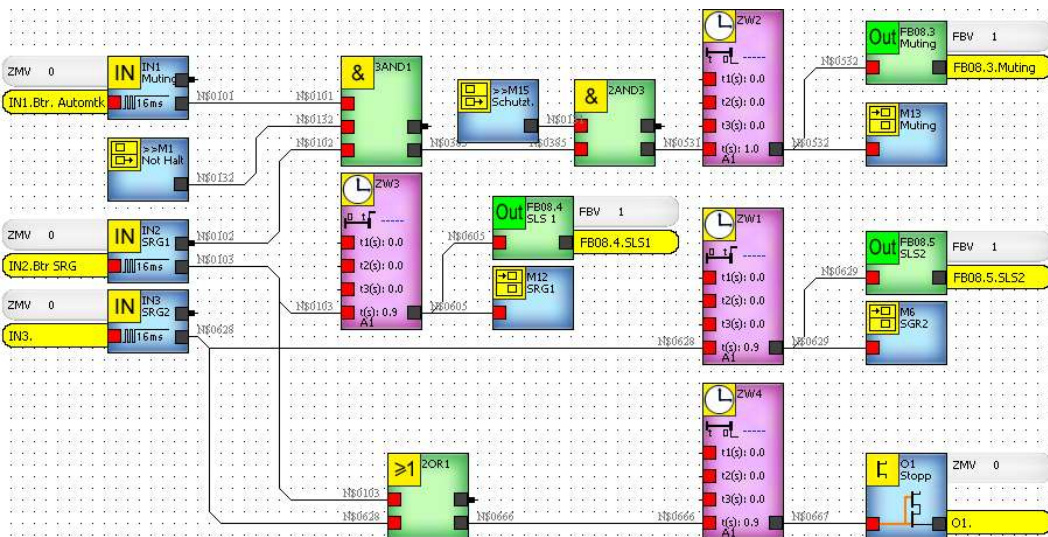 ZMV 0
IN1.Btr. Automtk
IN
IN1
Muting
16ms
N$0101
>>M1
Not Halt
N$0132
ZMV 0
IN2.Btr SRG
IN
IN2
SRG1
16ms
N$0102
N$0103
ZMV 0
IN3.
IN
IN3
SRG2
16ms
N$0628
&
3AND1
N$0101
N$0132
N$0102
N$0385
ZW3
t1(s): 0.0
t2(s): 0.0
t3(s): 0.0
t(s): 0.9
A1
N$0103
N$0605
>>M15
Schutzt.
&
2AND3
N$0385
N$0531
Out
FB08.4
SLS 1
FBV 1
FB08.4.SLS1
N$0605
M12
SRG1
ZW2
t1(s): 0.0
t2(s): 0.0
t3(s): 0.0
t(s): 1.0
A1
N$0532
N$0532
Out
FB08.3
Muting
FBV 1
FB08.3.Muting
M13
Muting
ZW1
t1(s): 0.0
t2(s): 0.0
t3(s): 0.0
t(s): 0.9
A1
N$0628
N$0629
N$0629
Out
FB08.5
SLS2
FBV 1
FB08.5.SLS2
M6
SGR2
≥1
2OR1
N$0103
N$0628
N$0666
N$0666
ZW4
t1(s): 0.0
t2(s): 0.0
t3(s): 0.0
t(s): 0.9
A1
N$0667
O1
Stopp
ZMV 0
O1.